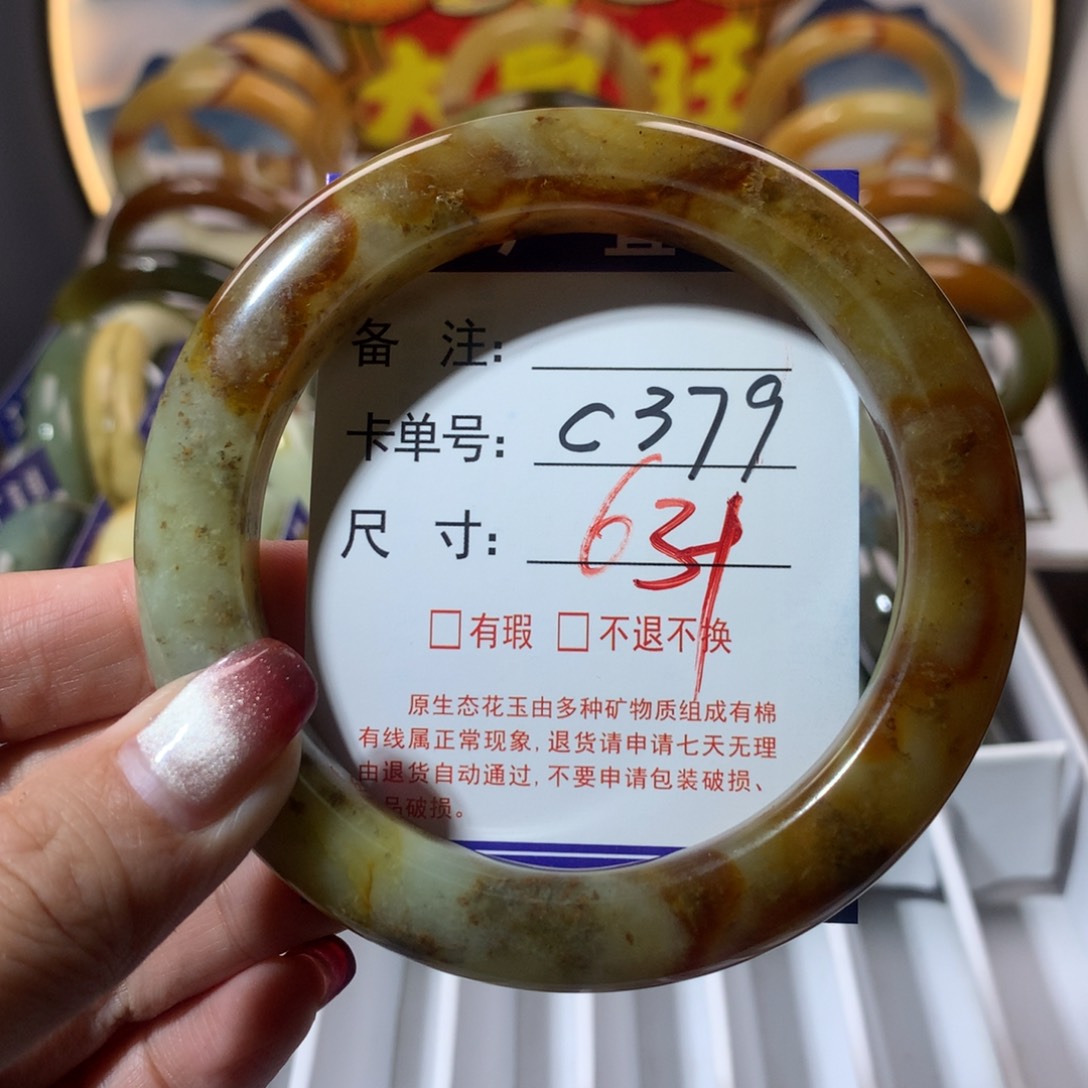 备 注:
卡单号: C379
尺 寸: 631
□有瑕 □不退不换
原生态花玉由多种矿物质组成有棉
有线属正常现象,退货请申请七天无理
由退货自动通过,不要申请包装破损、
品破损。